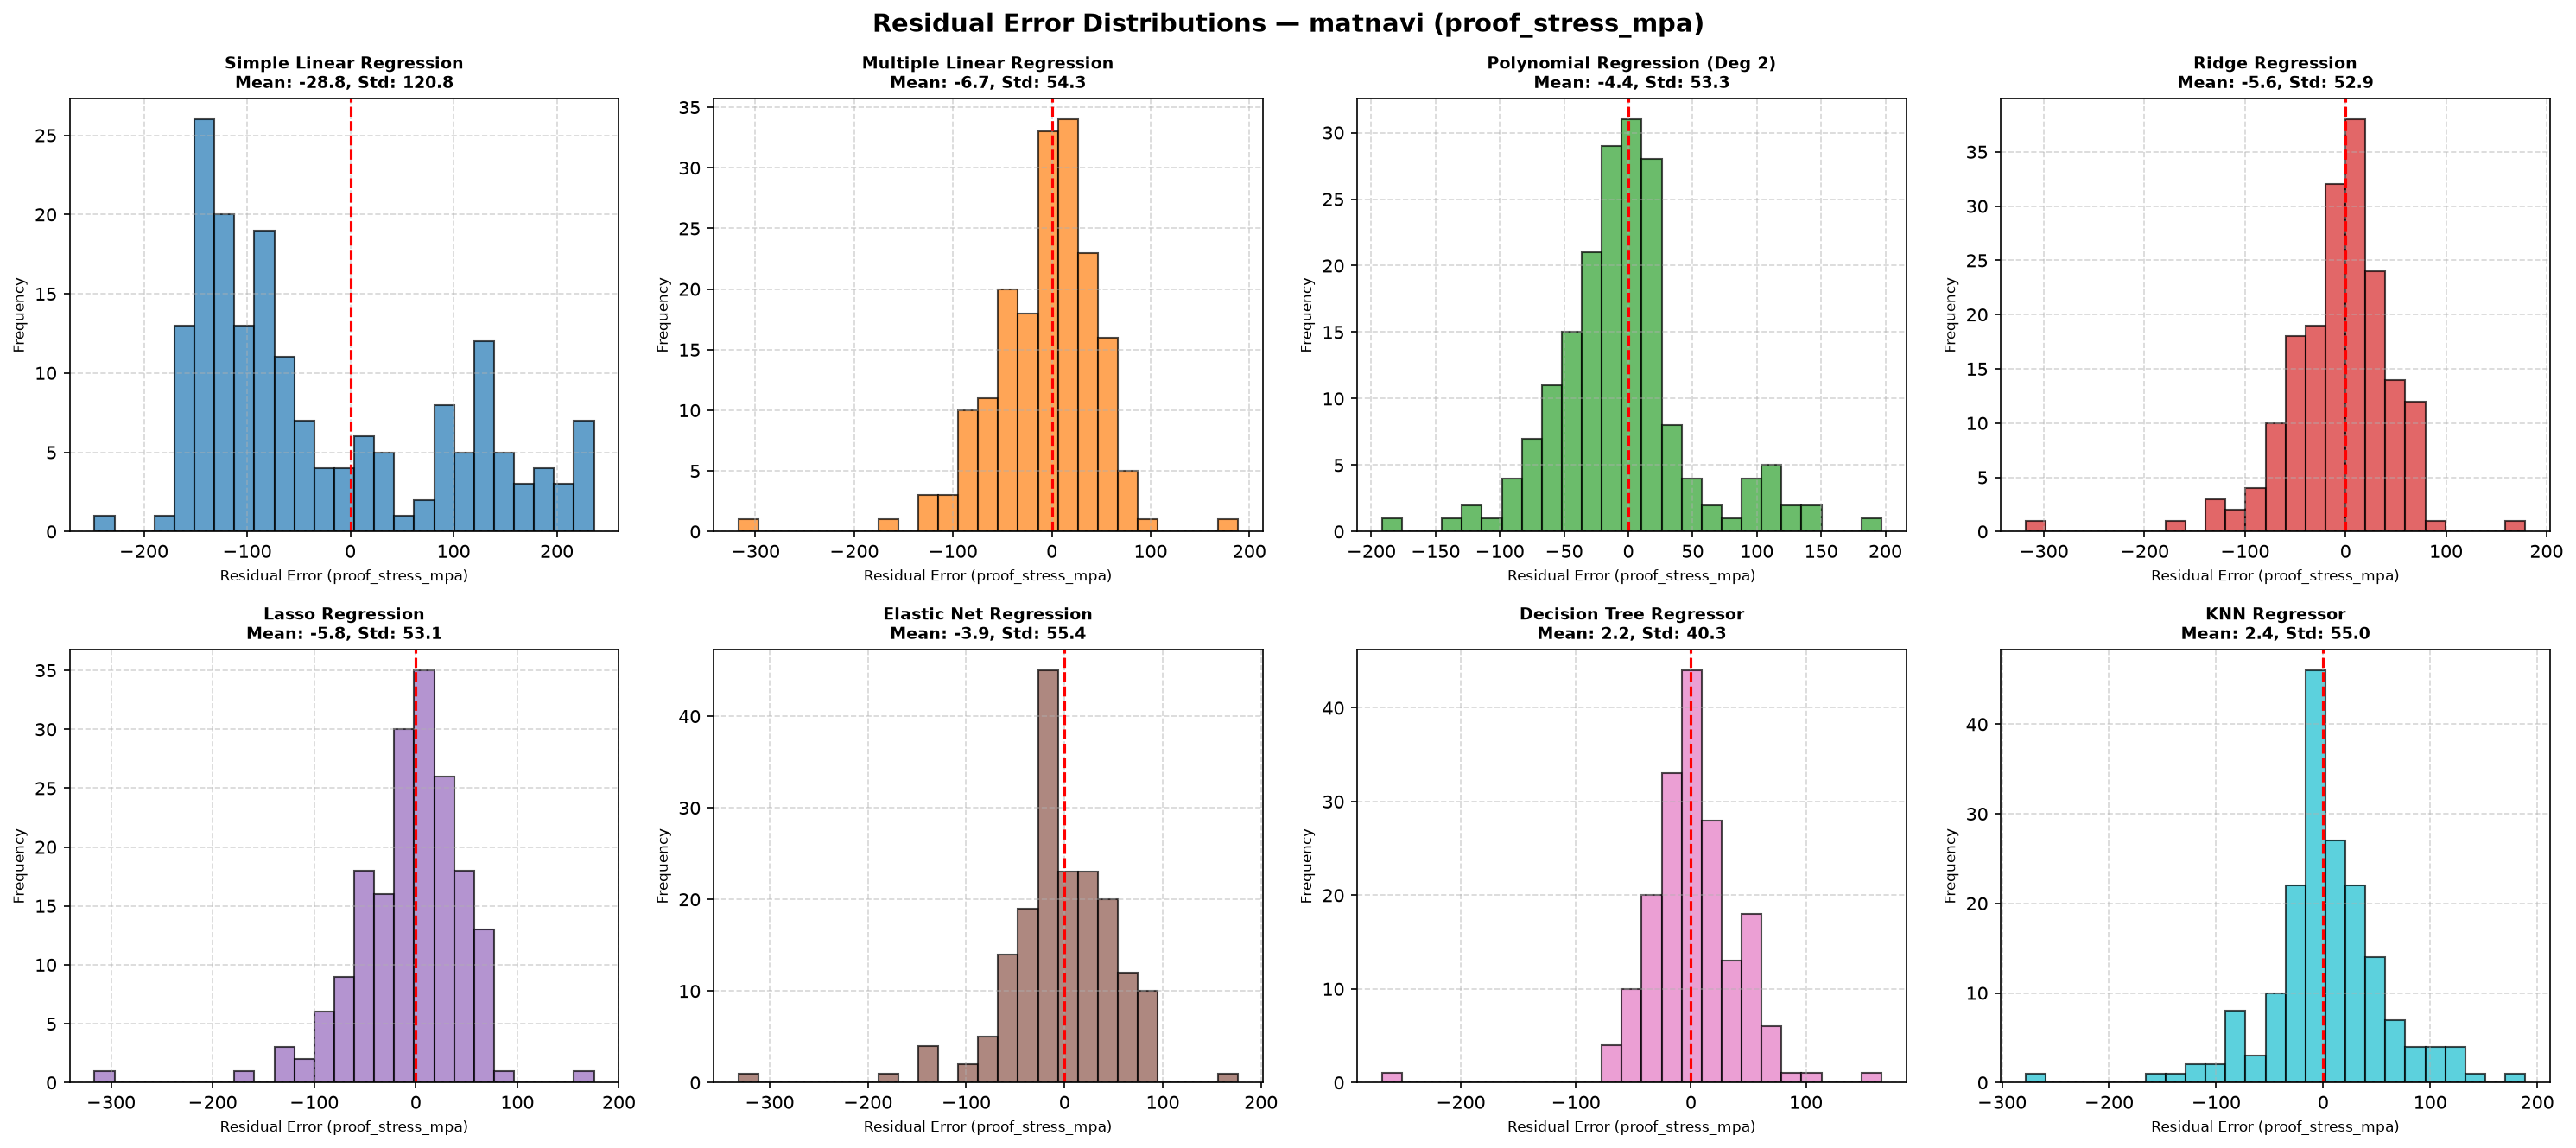 Residual Error Distributions — matnavi (proof_stress_mpa)
Simple Linear Regression
Mean: -28.8, Std: 120.8
Frequency
25
20
15
10
5
0
−200 −100 0 100 200
Residual Error (proof_stress_mpa)
Multiple Linear Regression
Mean: -6.7, Std: 54.3
Frequency
35
30
25
20
15
10
5
0
−300 −200 −100 0 100 200
Residual Error (proof_stress_mpa)
Polynomial Regression (Deg 2)
Mean: -4.4, Std: 53.3
Frequency
30
25
20
15
10
5
0
−200 −150 −100 −50 0 50 100 150 200
Residual Error (proof_stress_mpa)
Ridge Regression
Mean: -5.6, Std: 52.9
Frequency
35
30
25
20
15
10
5
0
−300 −200 −100 0 100 200
Residual Error (proof_stress_mpa)
Lasso Regression
Mean: -5.8, Std: 53.1
Frequency
35
30
25
20
15
10
5
0
−300 −200 −100 0 100 200
Residual Error (proof_stress_mpa)
Elastic Net Regression
Mean: -3.9, Std: 55.4
Frequency
40
30
20
10
0
−300 −200 −100 0 100 200
Residual Error (proof_stress_mpa)
Decision Tree Regressor
Mean: 2.2, Std: 40.3
Frequency
40
30
20
10
0
−200 −100 0 100
Residual Error (proof_stress_mpa)
KNN Regressor
Mean: 2.4, Std: 55.0
Frequency
40
30
20
10
0
−300 −200 −100 0 100 200
Residual Error (proof_stress_mpa)